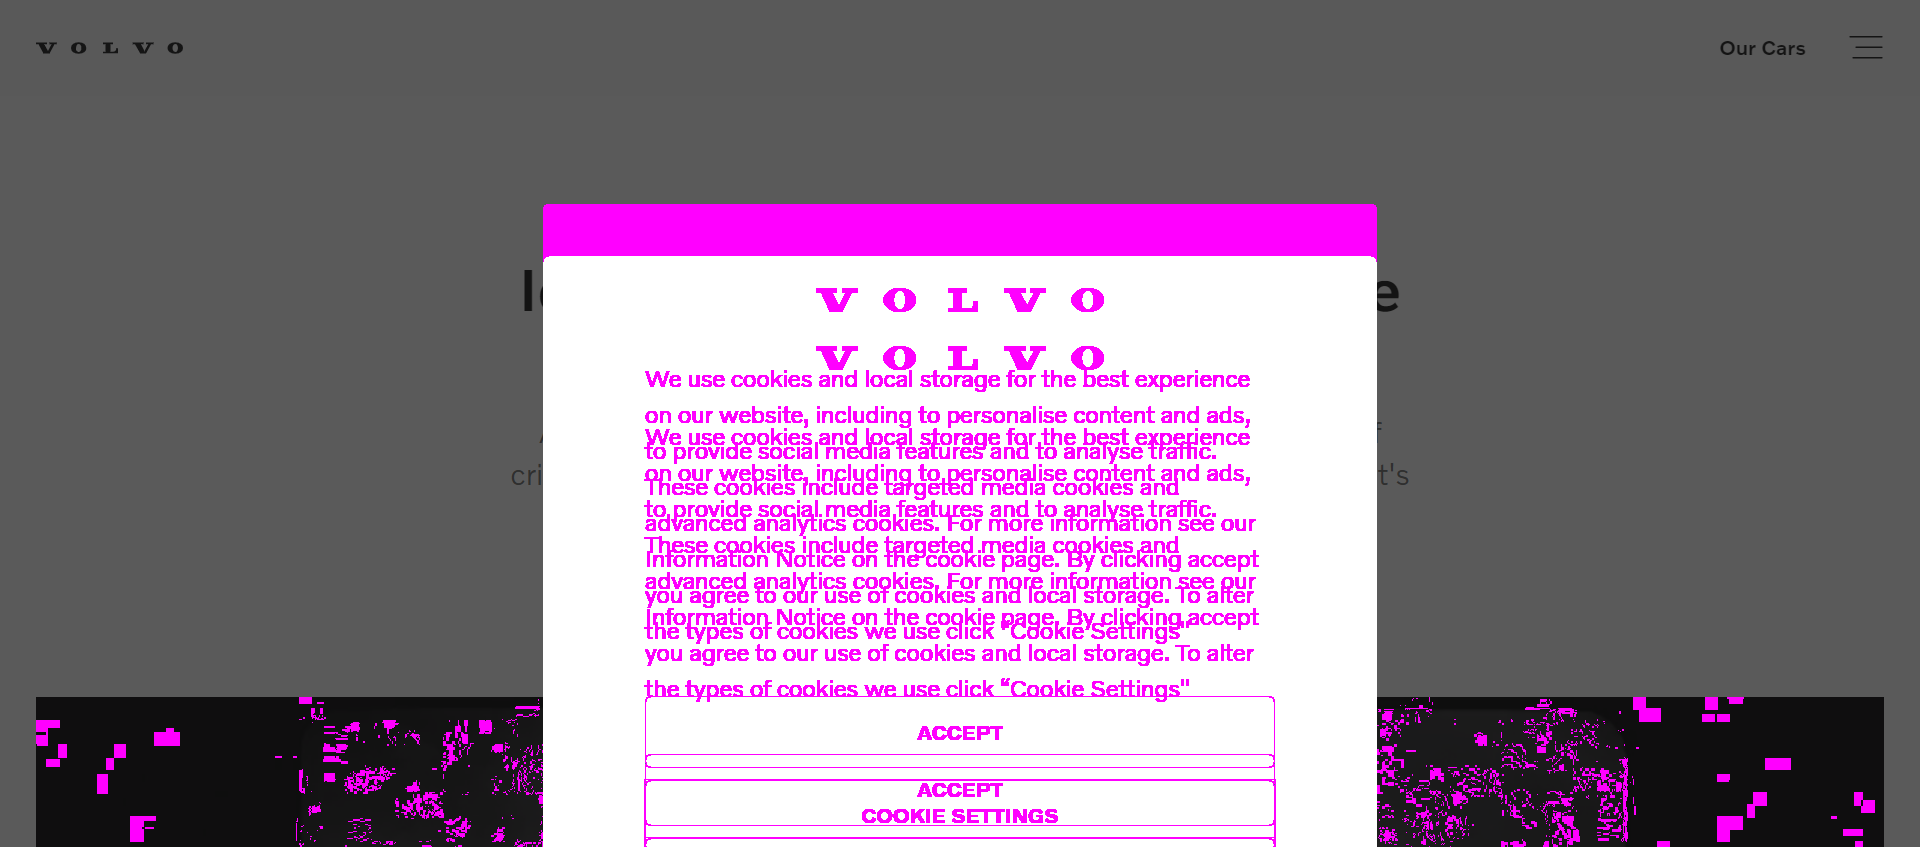 VOLVO
Our Cars
VOLVO
VOLVO
We use cookies and local storage for the best experience
on our website, including to personalise content and ads,
We use cookies and local storage for the best experience
to provide social media features and to analyse traffic.
on our website, including to personalise content and ads,
These cookies include targeted media cookies and
to provide social media features and to analyse traffic.
advanced analytics cookies. For more information see our
These cookies include targeted media cookies and
Information Notice on the cookie page. By clicking accept
advanced analytics cookies. For more information see our
you agree to our use of cookies and local storage. To alter
Information Notice on the cookie page. By clicking accept
the types of cookies we use click “Cookie Settings"
you agree to our use of cookies and local storage. To alter
the types of cookies we use click “Cookie Settings"
ACCEPT
ACCEPT
COOKIE SETTINGS